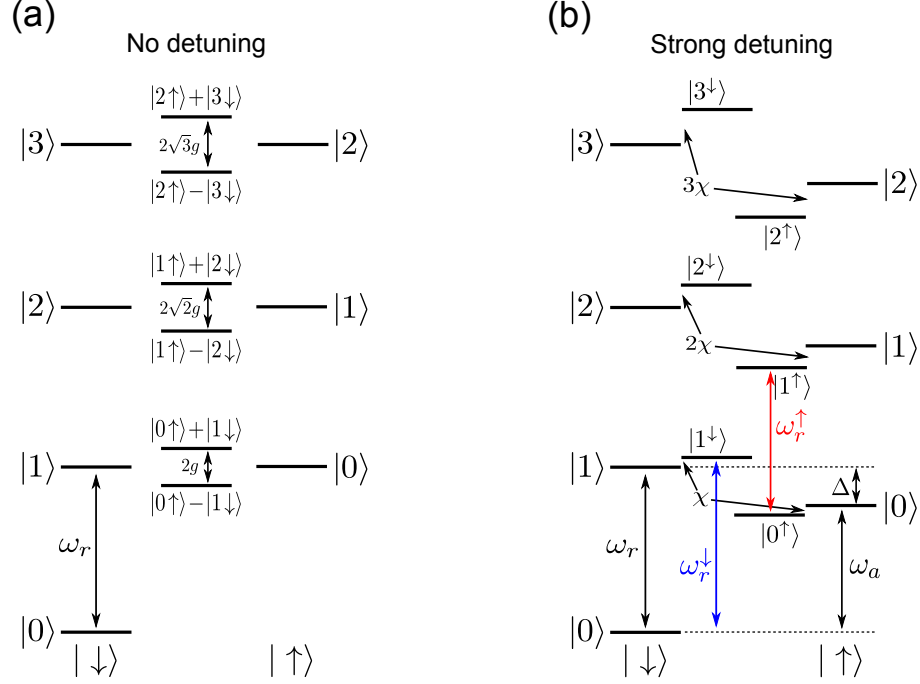 (a)
No detuning
|2↑⟩+|3↓⟩
|3⟩
2√3g
|2⟩
|2↑⟩−|3↓⟩
|1↑⟩+|2↓⟩
|2⟩
2√2g
|1⟩
|1↑⟩−|2↓⟩
|0↑⟩+|1↓⟩
|1⟩
2g
|0⟩
|0↑⟩−|1↓⟩
ω_r
|0⟩
|↓⟩
|↑⟩
(b)
Strong detuning
|3^↓⟩
|3⟩
3χ
|2⟩
|2^↑⟩
|2^↓⟩
|2⟩
2χ
|1⟩
|1^↑⟩
ω_r^↑
|1^↓⟩
|1⟩
χ
Δ
|0⟩
|0^↑⟩
ω_r
ω_r^↓
ω_a
|0⟩
|↓⟩
|↑⟩